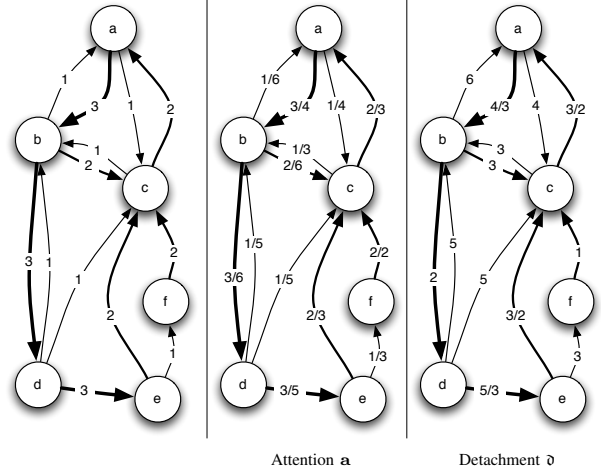 a
1
3
1
2
b
1
2
c
3
1
1
2
2
f
1
d
3
e
a
1/6
3/4
1/4
2/3
b
1/3
2/6
c
1/5
3/6
1/5
2/2
2/3
f
1/3
d
3/5
e
Attention a
a
6
4/3
4
3/2
b
3
3
c
5
2
5
1
3/2
f
3
d
5/3
e
Detachment 𝔡